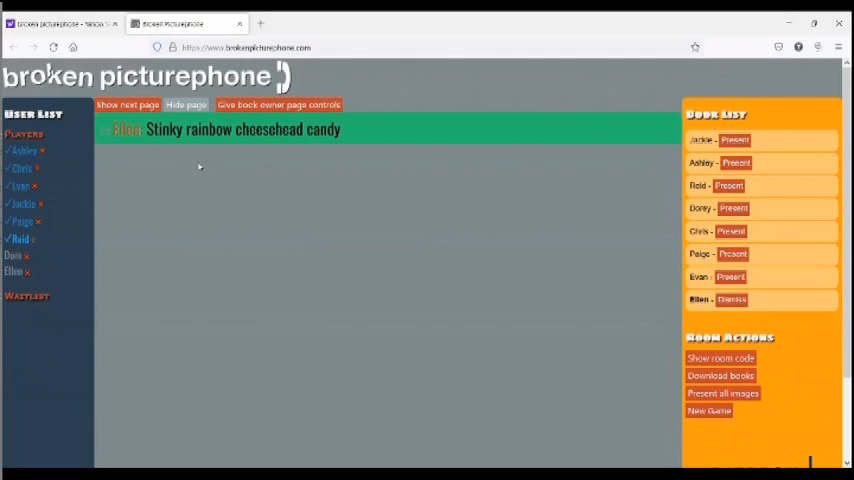 broken picturephone - Yahoo S
Broken Picturephone
https://www.brokenpicturephone.com
broken picturephone
User List
Players
✓Ashley ×
✓Chris ×
✓Evan ×
✓Jackie ×
✓Paige ×
✓Reid
Dom ×
Ellen ×
Waitlist
Show next page Hide page Give back owner page controls
Ellen: Stinky rainbow cheesehead candy
Book List
Jackie - Present
Ashley - Present
Reid - Present
Chris - Present
Paige - Present
Evan - Present
Ellen - Dismiss
Room Actions
Show room code
Download books
Present all images
New Game